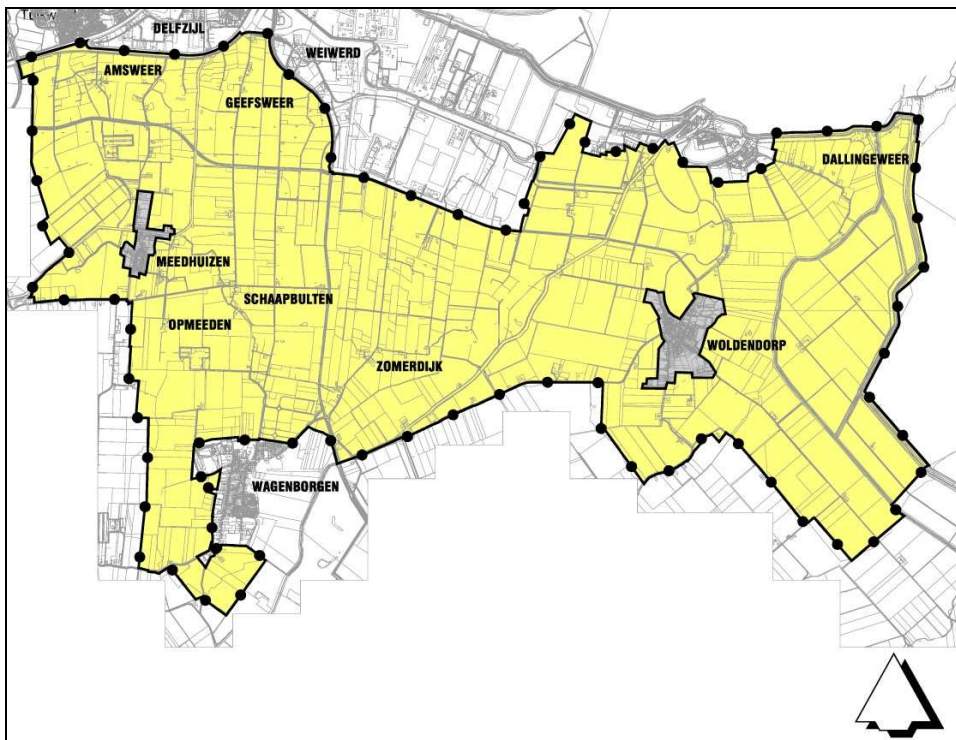 DELFZIJL
WEIWERD
AMSWEER
GEEFSWEER
DALLINGEWEER
MEEDHUIZEN
SCHAAPBULTEN
OPMEEDEN
WOLDENDORP
ZOMERDIJK
WAGENBORGEN